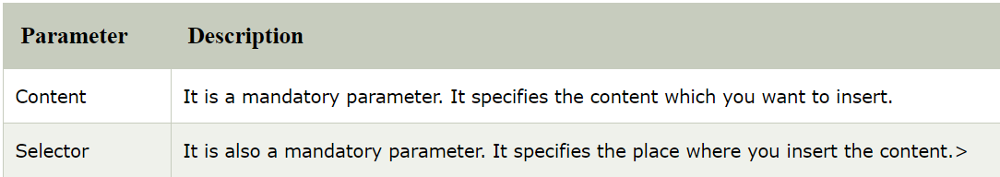 Parameter Description
Content It is a mandatory parameter. It specifies the content which you want to insert.
Selector It is also a mandatory parameter. It specifies the place where you insert the content.>